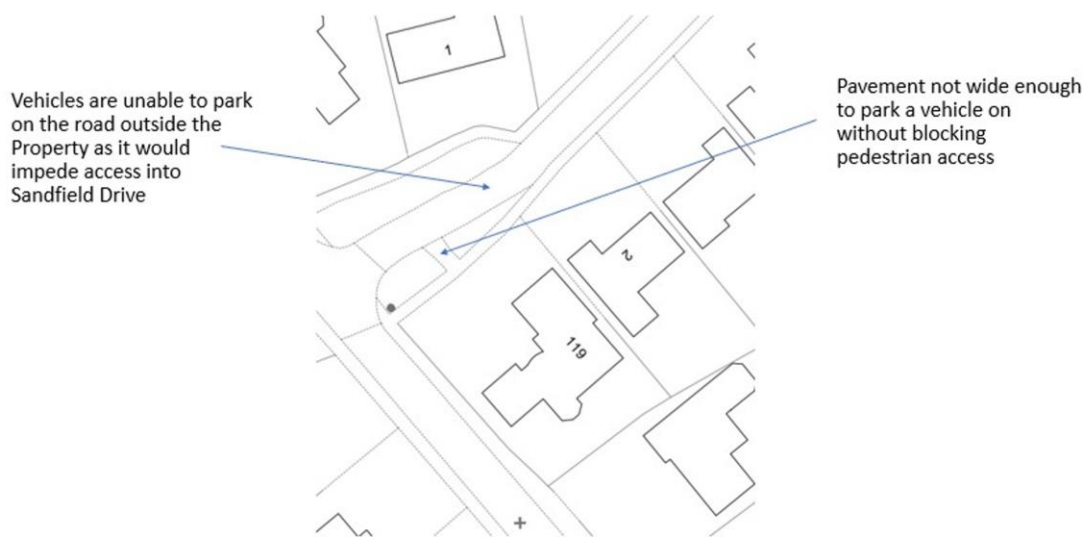 Vehicles are unable to park
on the road outside the
Property as it would
impede access into
Sandfield Drive
1
Pavement not wide enough
to park a vehicle on
without blocking
pedestrian access
2
119